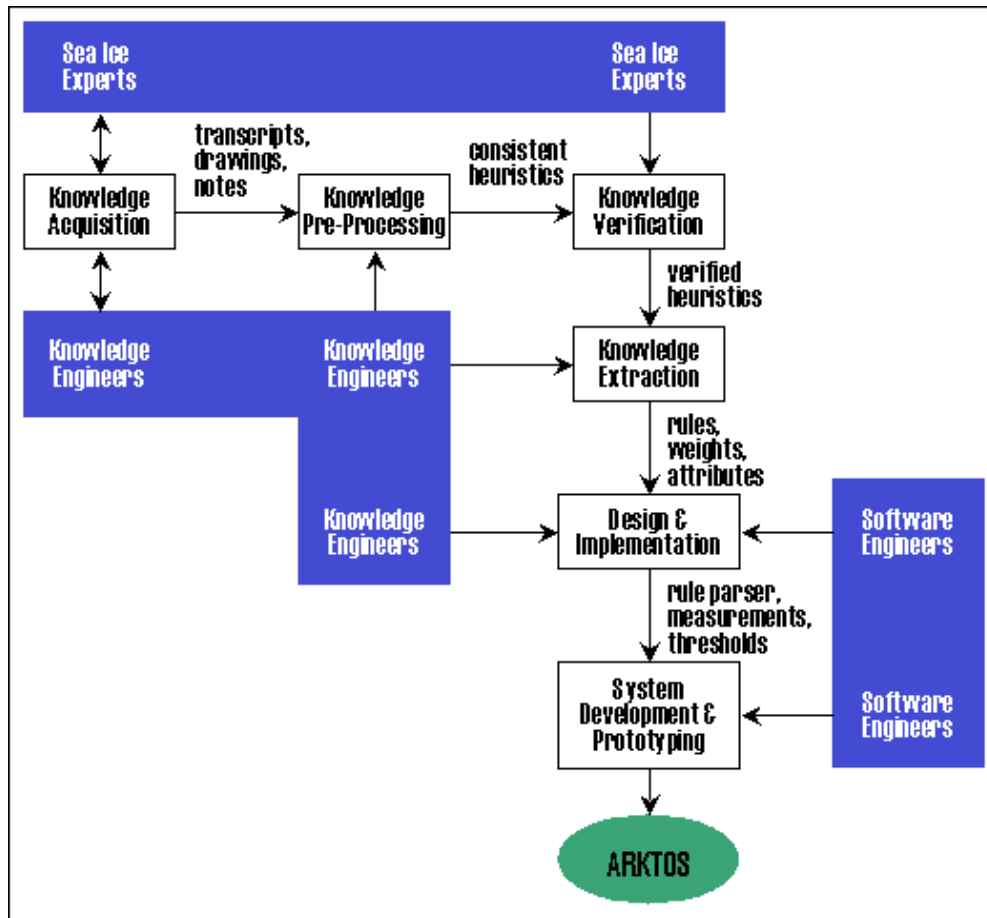 Sea Ice
Experts
Sea Ice
Experts
transcripts,
drawings,
notes
consistent
heuristics
Knowledge
Acquisition
Knowledge
Pre-Processing
Knowledge
Verification
verified
heuristics
Knowledge
Engineers
Knowledge
Engineers
Knowledge
Extraction
rules,
weights,
attributes
Knowledge
Engineers
Design &
Implementation
Software
Engineers
rule parser,
measurements,
thresholds
System
Development &
Prototyping
Software
Engineers
ARKTOS